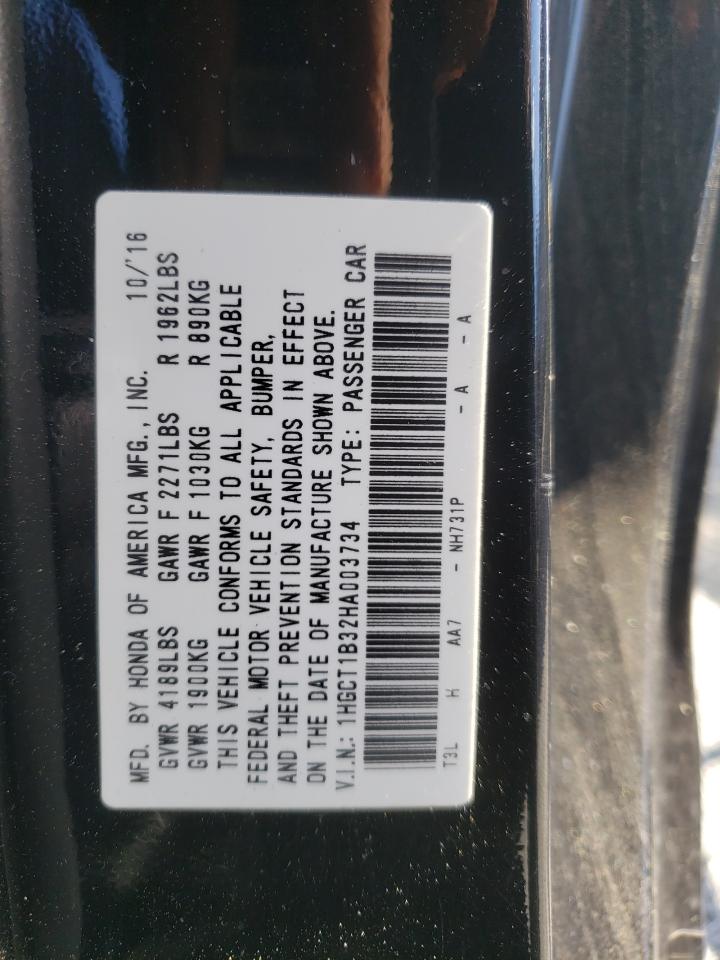 MFD. BY HONDA OF AMERICA MFG., INC. 10/'16
GVWR 4189LBS GAWR F 2271LBS R 1962LBS
GVWR 1900KG GAWR F 1030KG R 890KG
THIS VEHICLE CONFORMS TO ALL APPLICABLE
FEDERAL MOTOR VEHICLE SAFETY, BUMPER,
AND THEFT PREVENTION STANDARDS IN EFFECT
ON THE DATE OF MANUFACTURE SHOWN ABOVE.
V.I.N.: 1HGCT1B32HA003734 TYPE: PASSENGER CAR
T3L K AA7 - NH731P - A - A